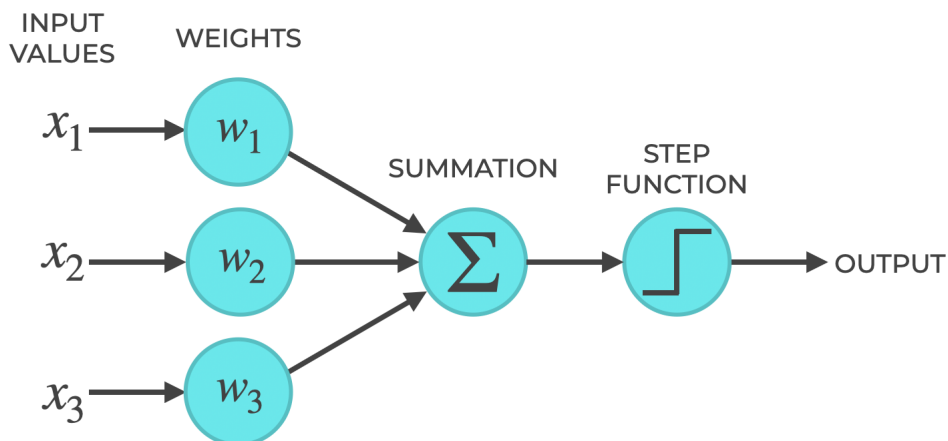 INPUT
VALUES
WEIGHTS
x₁
w₁
SUMMATION
STEP
FUNCTION
x₂
w₂
Σ
OUTPUT
x₃
w₃